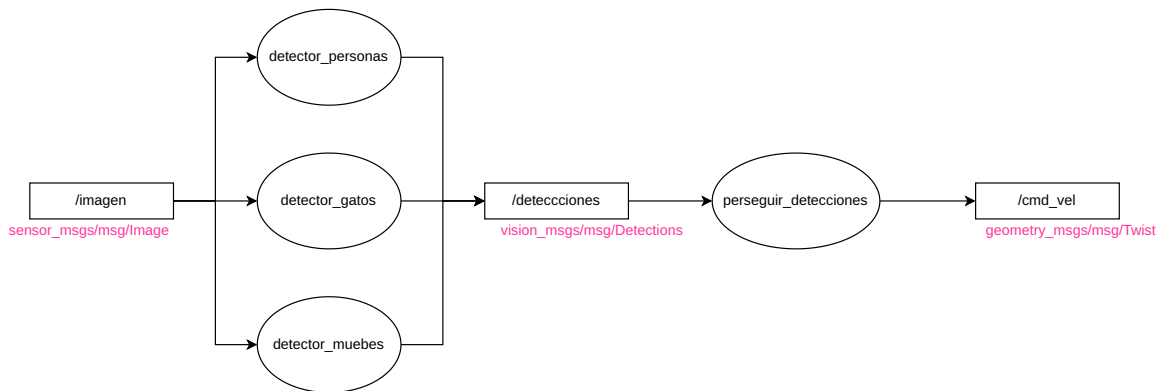 detector_personas
/imagen
sensor_msgs/msg/Image
detector_gatos
/deteccciones
vision_msgs/msg/Detections
perseguir_detecciones
/cmd_vel
geometry_msgs/msg/Twist
detector_muebes